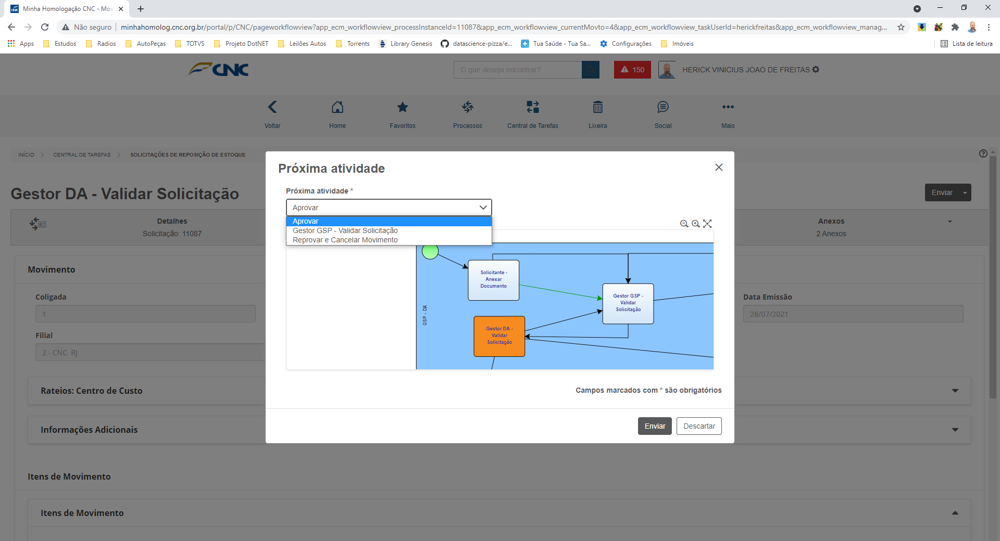 Minha Homologação CNC - Mov
Não seguro
minhahomolog.cnc.org.br/portal/p/CNC/pageworkflowview?app_ecm_workflowview_processInstanceId=11087&app_ecm_workflowview_currentMovto=4&app_ecm_workflowview_taskUserId=herickfreitas&app_ecm_workflowview_manag...
Apps
Estudos
Radios
AutoPeças
TOTVS
Projeto DotNET
Leilões Autos
Torrents
Library Genesis
datascience-pizza/e...
Tua Saúde - Tua Sa...
Configurações
Imóveis
Lista de leitura
CNC
O que deseja encontrar?
150
HERICK VINICIUS JOAO DE FREITAS
Voltar
Home
Favoritos
Processos
Central de Tarefas
Lixeira
Social
Mais
INÍCIO
CENTRAL DE TAREFAS
SOLICITAÇÕES DE REPOSIÇÃO DE ESTOQUE
Gestor DA - Validar Solicitação
Enviar
Detalhes
Solicitação: 11087
Anexos
2 Anexos
Movimento
Coligada
1
Data Emissão
28/07/2021
Filial
2 - CNC RJ
Rateios: Centro de Custo
Informações Adicionais
Itens de Movimento
Itens de Movimento
Próxima atividade
Próxima atividade *
Aprovar
Aprovar
Gestor GSP - Validar Solicitação
Reprovar e Cancelar Movimento
GSP - DA
Solicitante -
Anexar
Documento
Gestor GSP -
Validar
Solicitação
Gestor DA -
Validar
Solicitação
Campos marcados com * são obrigatórios
Enviar
Descartar